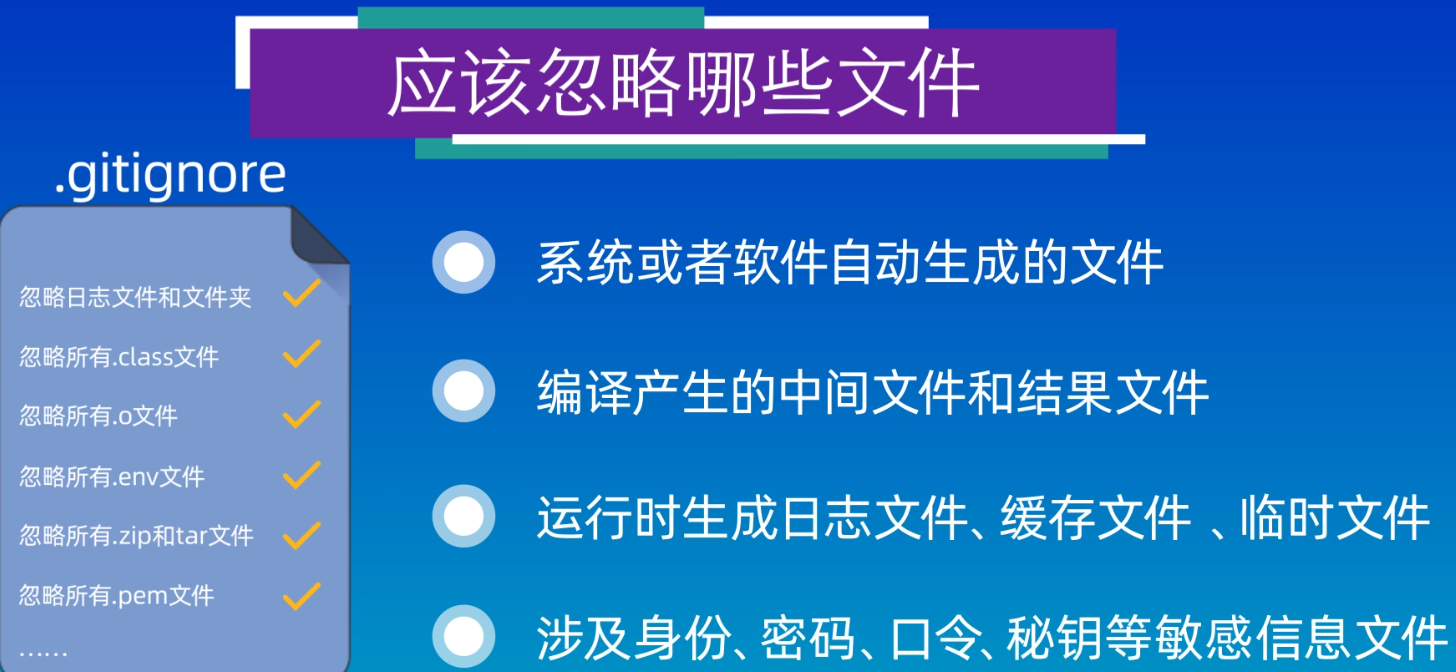 应该忽略哪些文件
.gitignore
忽略日志文件和文件夹
忽略所有.class文件
忽略所有.o文件
忽略所有.env文件
忽略所有.zip和tar文件
忽略所有.pem文件
……
系统或者软件自动生成的文件
编译产生的中间文件和结果文件
运行时生成日志文件、缓存文件 、临时文件
涉及身份、密码、口令、秘钥等敏感信息文件